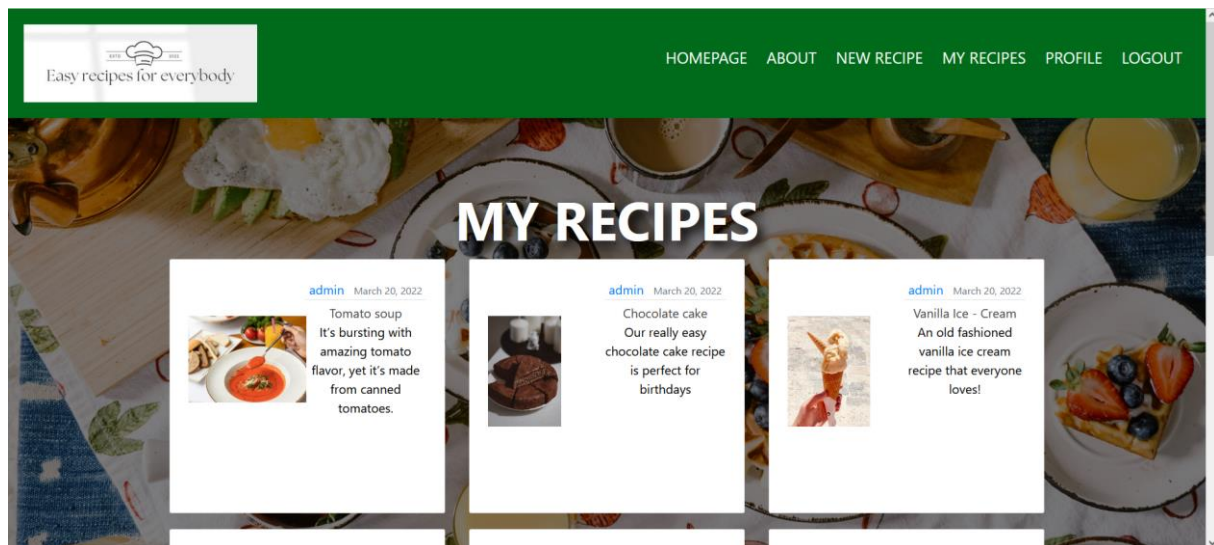 ESTD 2022
Easy recipes for everybody
HOMEPAGE ABOUT NEW RECIPE MY RECIPES PROFILE LOGOUT
MY RECIPES
admin March 20, 2022
Tomato soup
It's bursting with
amazing tomato
flavor, yet it's made
from canned
tomatoes.
admin March 20, 2022
Chocolate cake
Our really easy
chocolate cake recipe
is perfect for
birthdays
admin March 20, 2022
Vanilla Ice - Cream
An old fashioned
vanilla ice cream
recipe that everyone
loves!